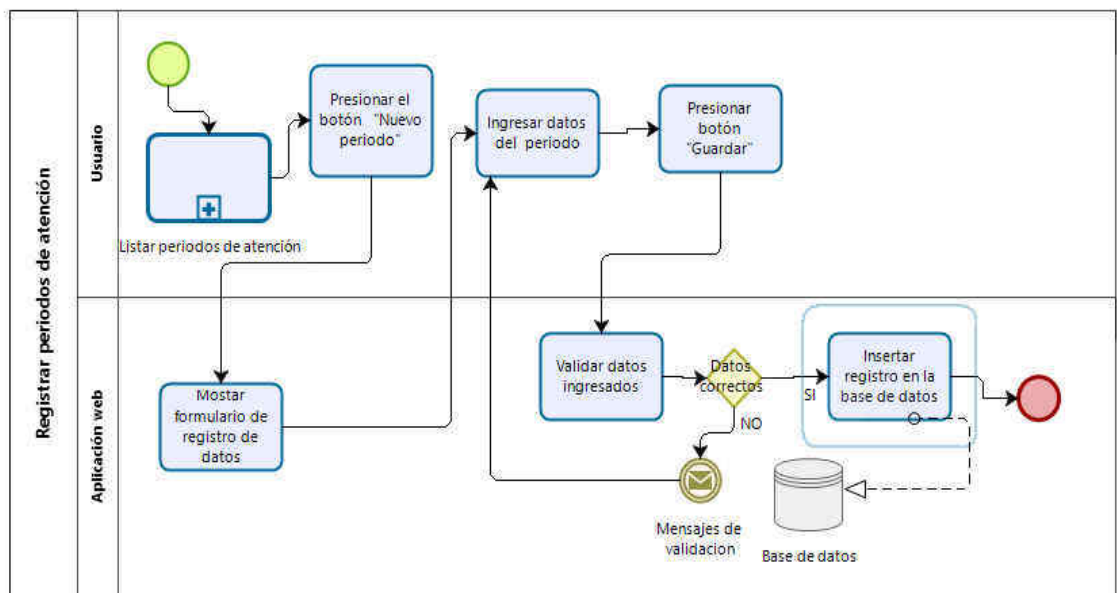 Registrar periodos de atención
Usuario
Presionar el
botón "Nuevo
periodo"
Ingresar datos
del periodo
Presionar
botón
"Guardar"
Listar periodos de atención
Aplicación web
Mostar
formulario de
registro de
datos
Validar datos
ingresados
Datos
correctos
SI
NO
Insertar
registro en la
base de datos
Mensajes de
validacion
Base de datos